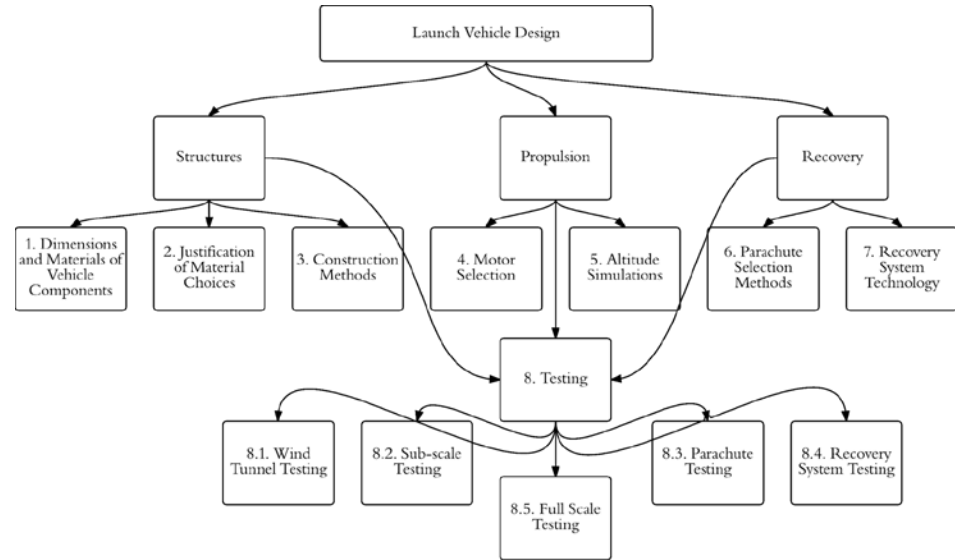 Launch Vehicle Design
Structures
Propulsion
Recovery
1. Dimensions
and Materials of
Vehicle
Components
2. Justification
of Material
Choices
3. Construction
Methods
4. Motor
Selection
5. Altitude
Simulations
6. Parachute
Selection
Methods
7. Recovery
System
Technology
8. Testing
8.1. Wind
Tunnel Testing
8.2. Sub-scale
Testing
8.3. Parachute
Testing
8.4. Recovery
System Testing
8.5. Full Scale
Testing